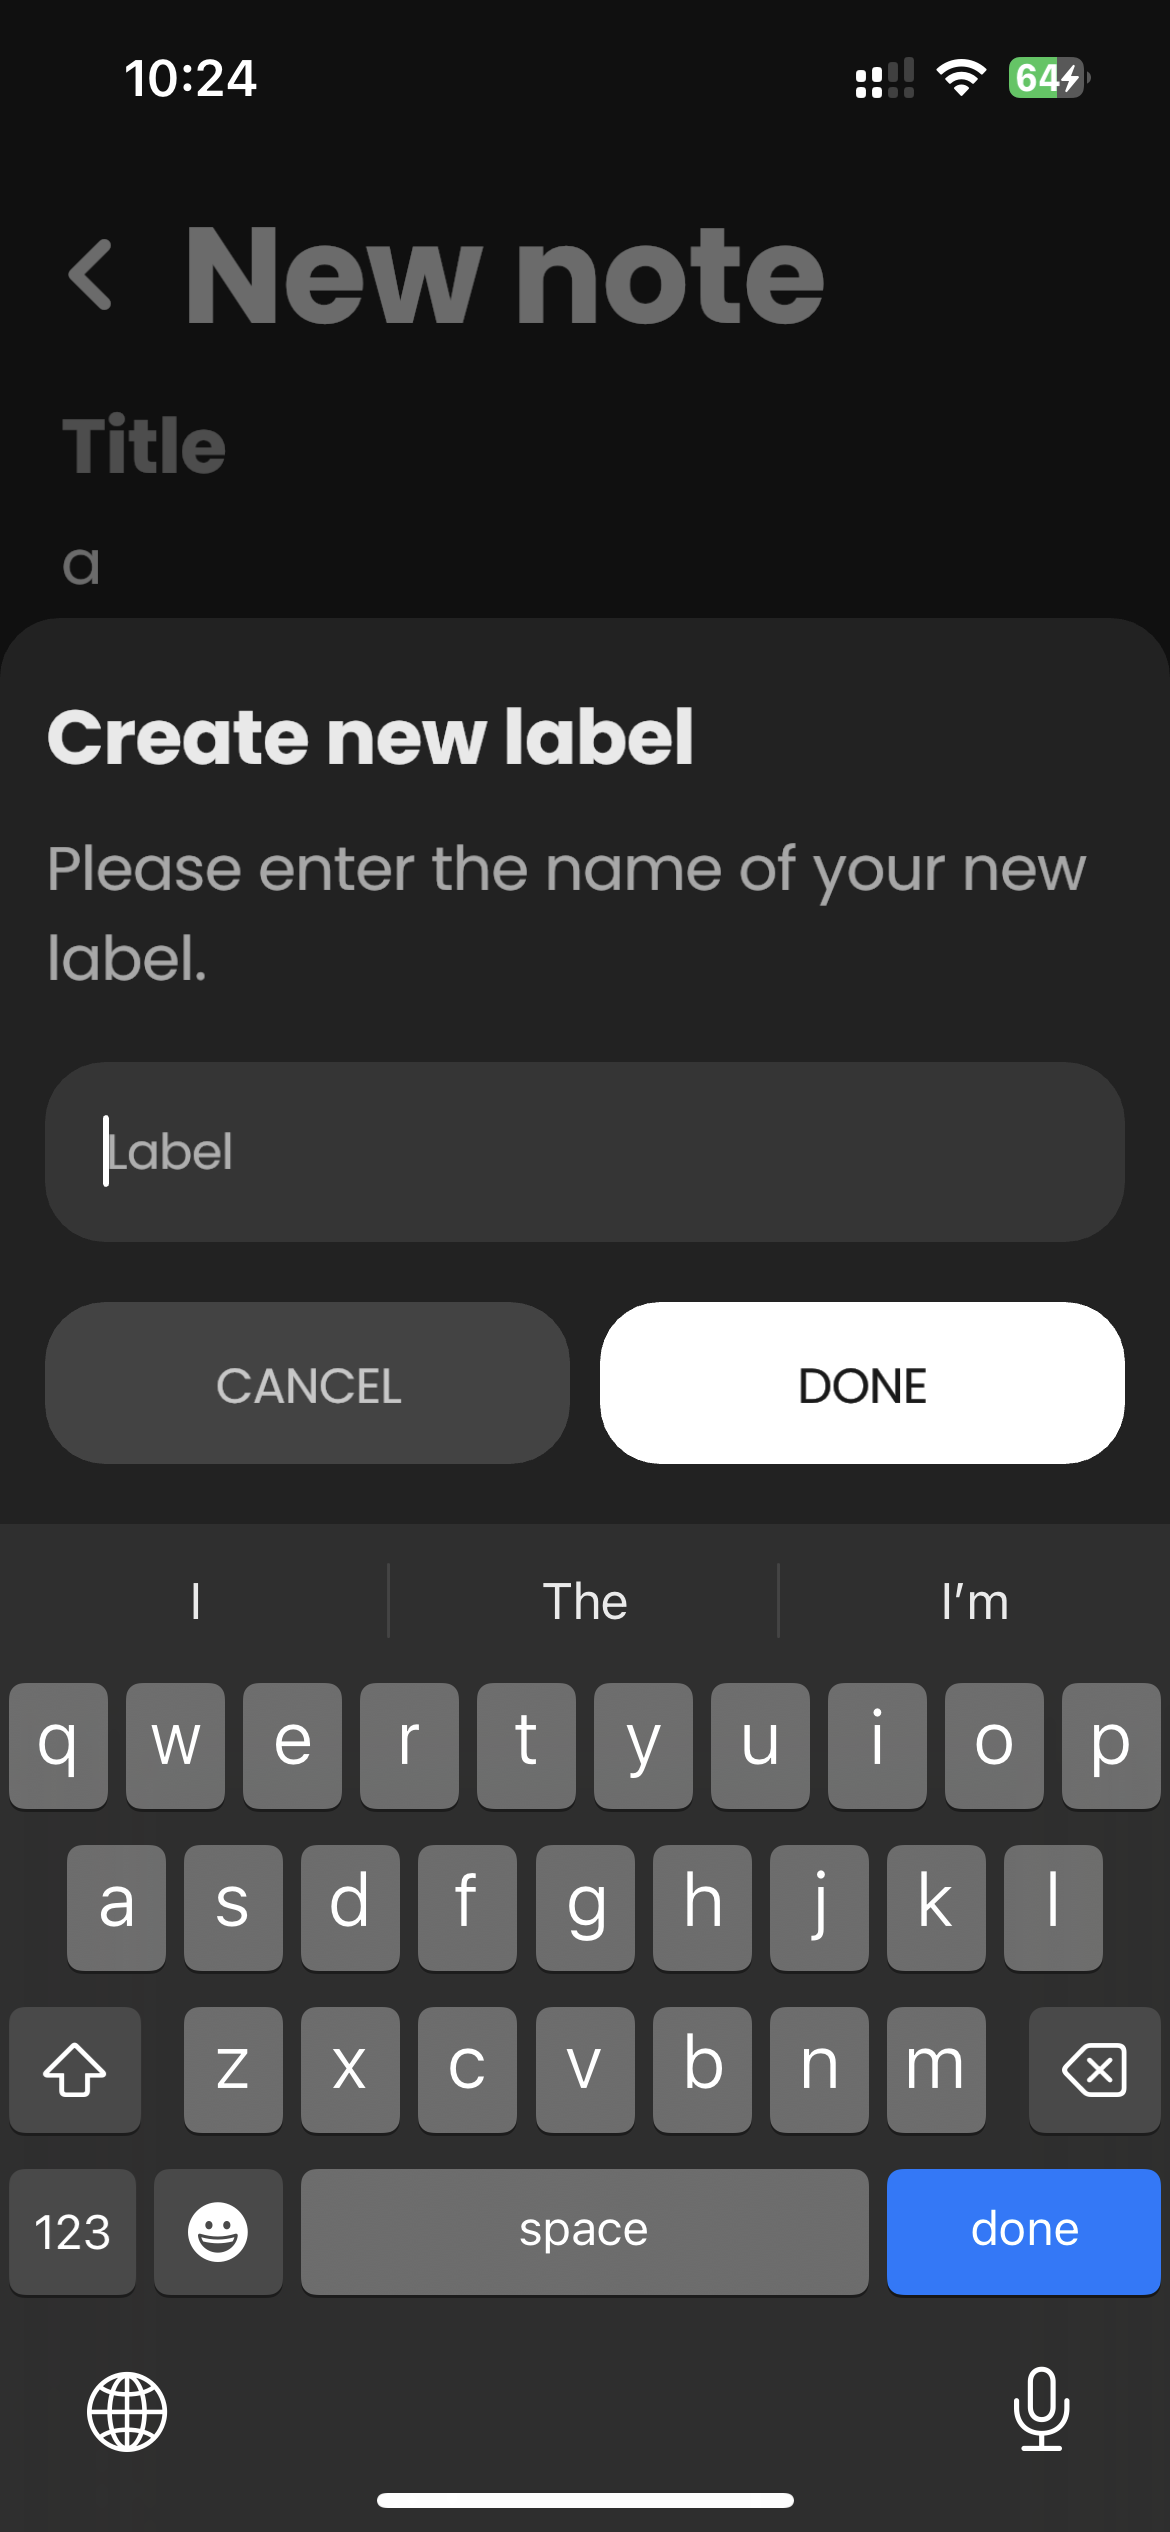 10:24
64
New note
Title
a
Create new label
Please enter the name of your new
label.
Label
CANCEL DONE
I The I’m
q w e r t y u i o p
a s d f g h j k l
z x c v b n m
123 space done